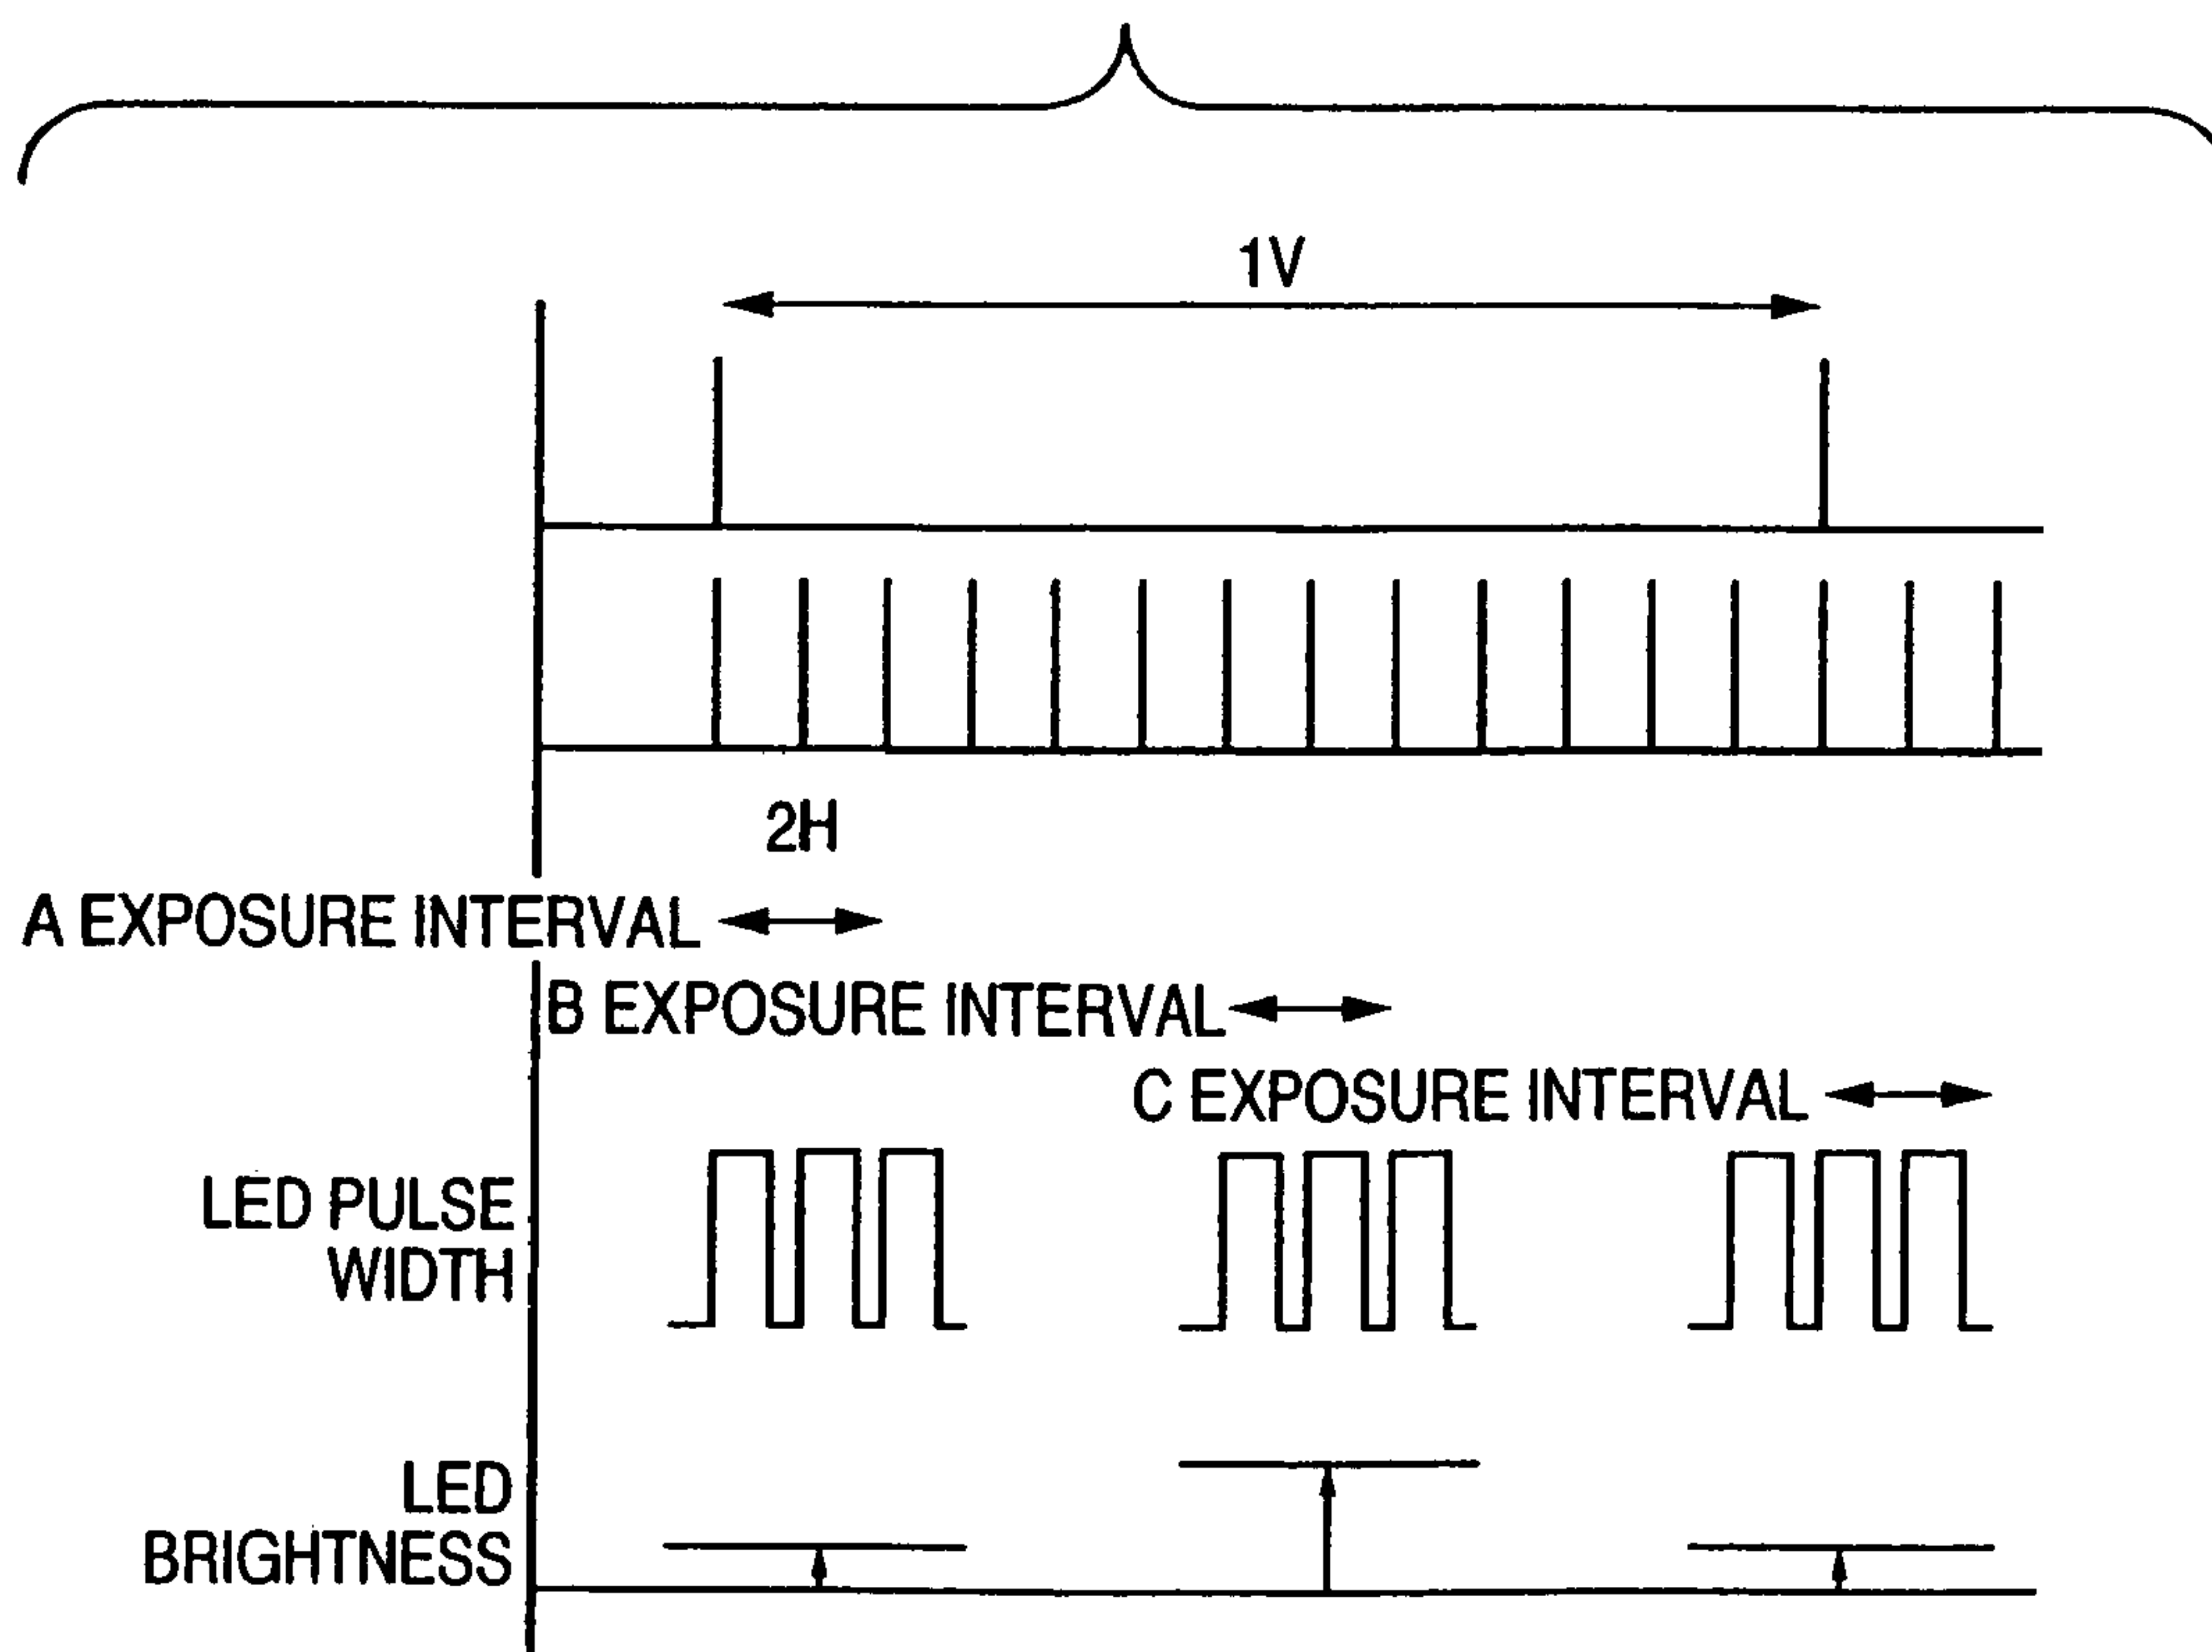 1V
2H
A EXPOSURE INTERVAL
B EXPOSURE INTERVAL
C EXPOSURE INTERVAL
LED PULSE
WIDTH
LED
BRIGHTNESS